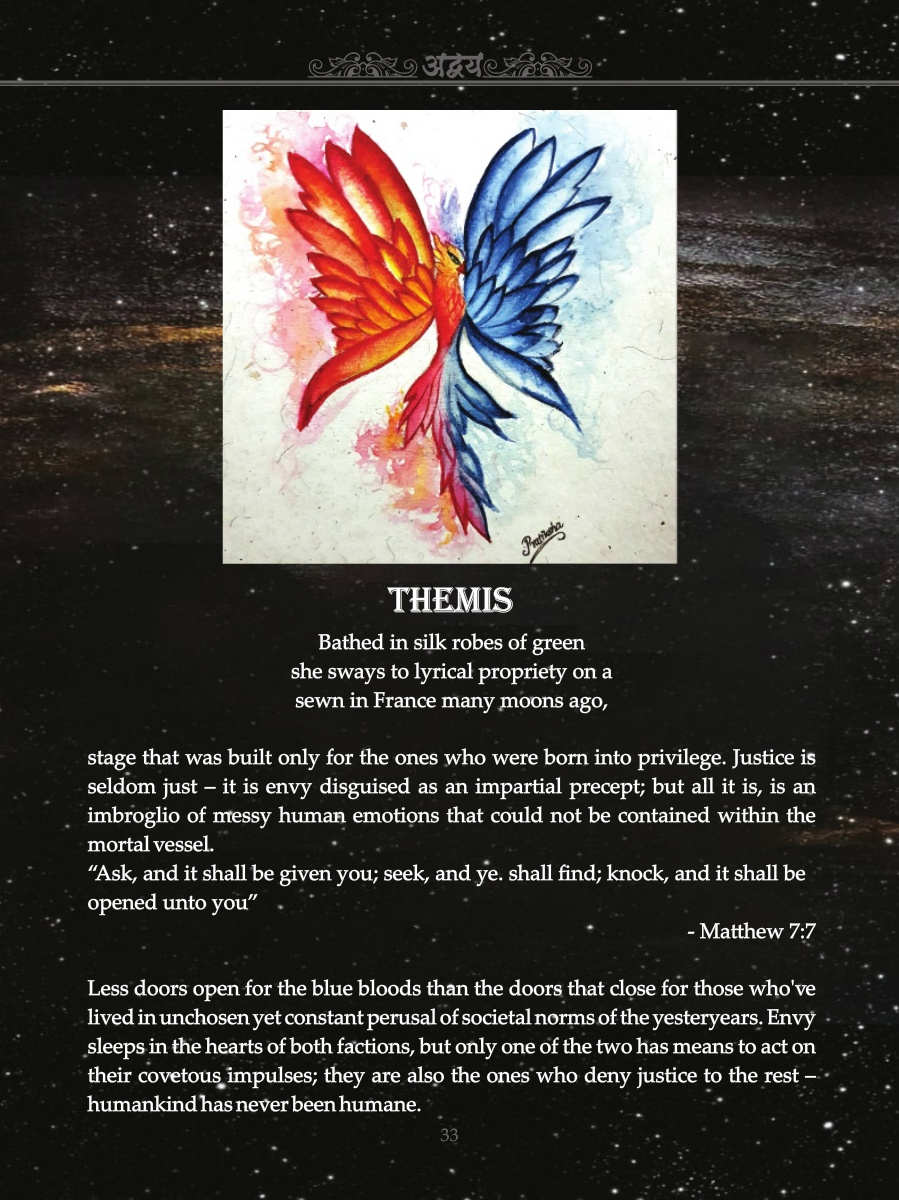 अद्वय
Pratiksha
THEMIS
Bathed in silk robes of green
she sways to lyrical propriety on a
sewn in France many moons ago,
stage that was built only for the ones who were born into privilege. Justice is
seldom just – it is envy disguised as an impartial precept; but all it is, is an
imbroglio of messy human emotions that could not be contained within the
mortal vessel.
“Ask, and it shall be given you; seek, and ye. shall find; knock, and it shall be
opened unto you”
- Matthew 7:7
Less doors open for the blue bloods than the doors that close for those who've
lived in unchosen yet constant perusal of societal norms of the yesteryears. Envy
sleeps in the hearts of both factions, but only one of the two has means to act on
their covetous impulses; they are also the ones who deny justice to the rest –
humankind has never been humane.
33